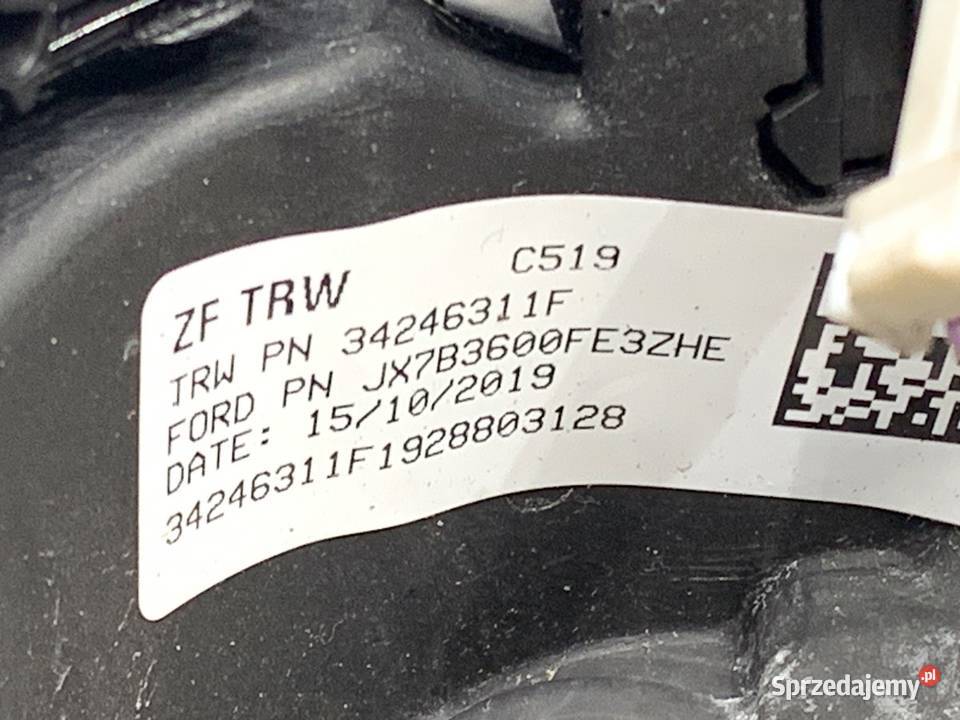 ZF TRW C519
TRW PN 34246311F
FORD PN JX7B3600FE3ZHE
DATE: 15/10/2019
34246311F1928803128
Sprzedajemy.pl